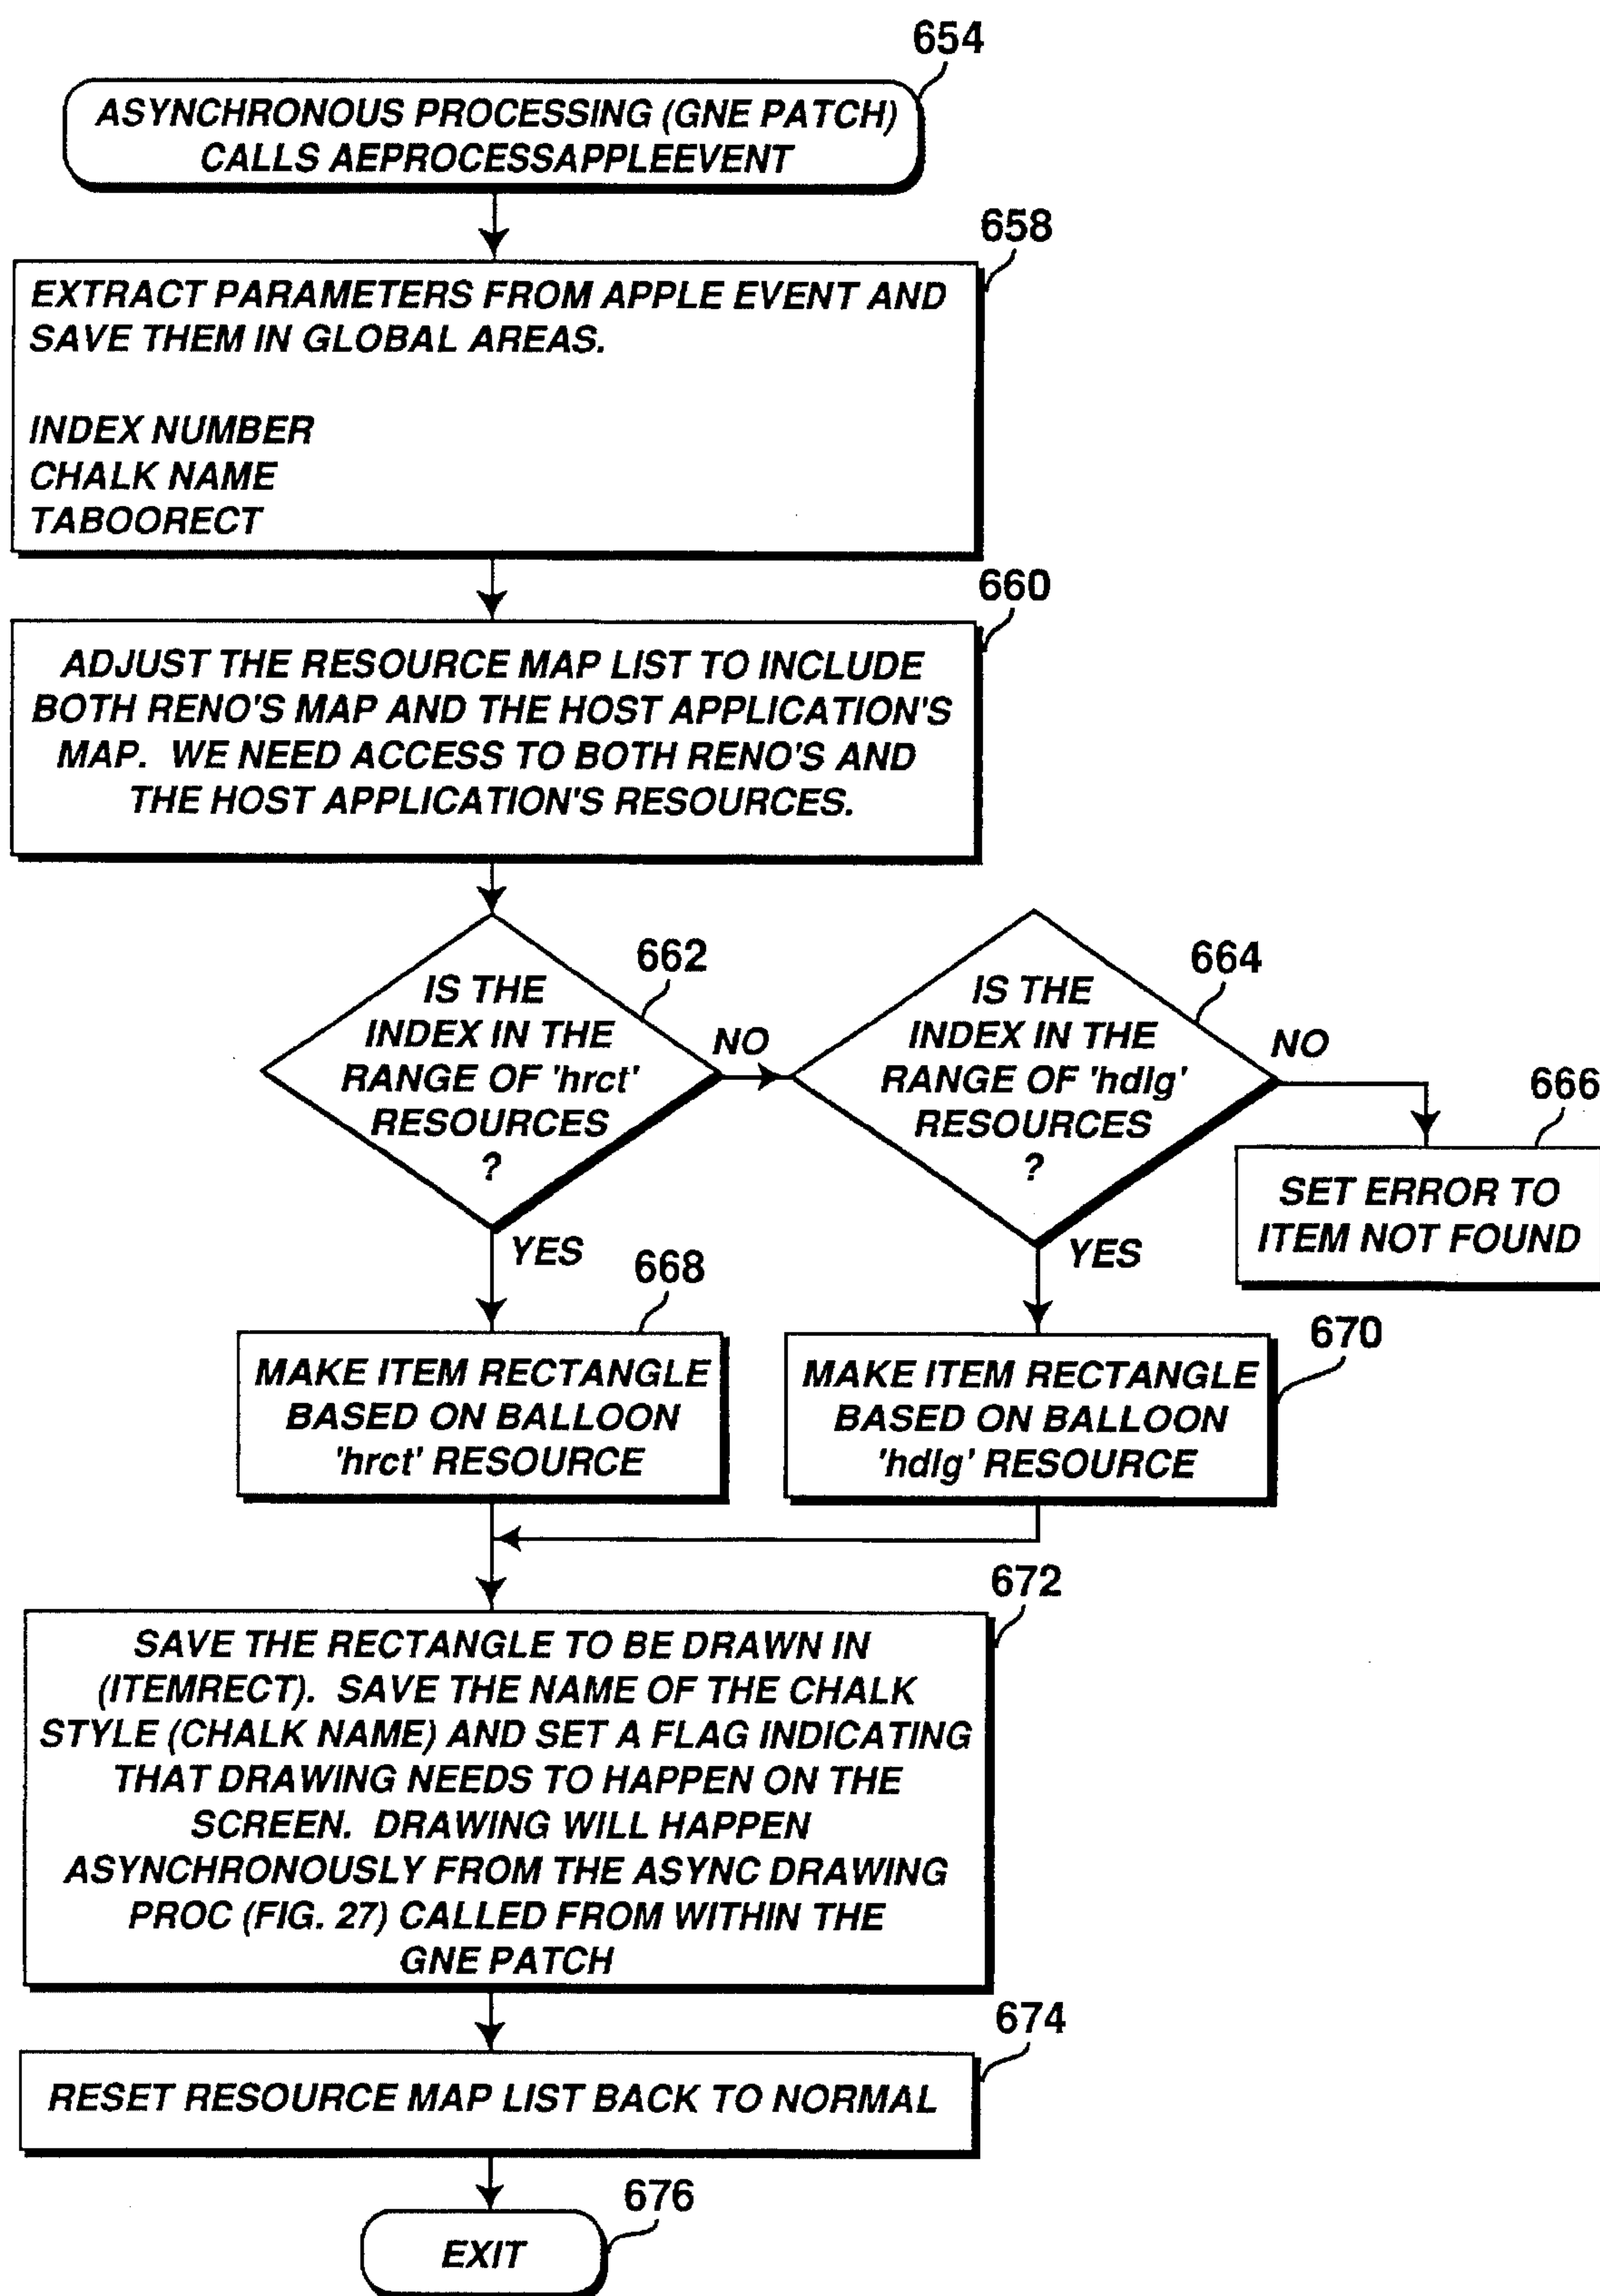 654
ASYNCHRONOUS PROCESSING (GNE PATCH)
CALLS AEPROCESSAPPLEEVENT
658
EXTRACT PARAMETERS FROM APPLE EVENT AND
SAVE THEM IN GLOBAL AREAS.
INDEX NUMBER
CHALK NAME
TABOORECT
660
ADJUST THE RESOURCE MAP LIST TO INCLUDE
BOTH RENO'S MAP AND THE HOST APPLICATION'S
MAP. WE NEED ACCESS TO BOTH RENO'S AND
THE HOST APPLICATION'S RESOURCES.
662
IS THE
INDEX IN THE
RANGE OF 'hrct'
RESOURCES
?
NO
YES
664
IS THE
INDEX IN THE
RANGE OF 'hdlg'
RESOURCES
?
NO
YES
666
SET ERROR TO
ITEM NOT FOUND
668
MAKE ITEM RECTANGLE
BASED ON BALLOON
'hrct' RESOURCE
670
MAKE ITEM RECTANGLE
BASED ON BALLOON
'hdlg' RESOURCE
672
SAVE THE RECTANGLE TO BE DRAWN IN
(ITEMRECT). SAVE THE NAME OF THE CHALK
STYLE (CHALK NAME) AND SET A FLAG INDICATING
THAT DRAWING NEEDS TO HAPPEN ON THE
SCREEN. DRAWING WILL HAPPEN
ASYNCHRONOUSLY FROM THE ASYNC DRAWING
PROC (FIG. 27) CALLED FROM WITHIN THE
GNE PATCH
674
RESET RESOURCE MAP LIST BACK TO NORMAL
676
EXIT